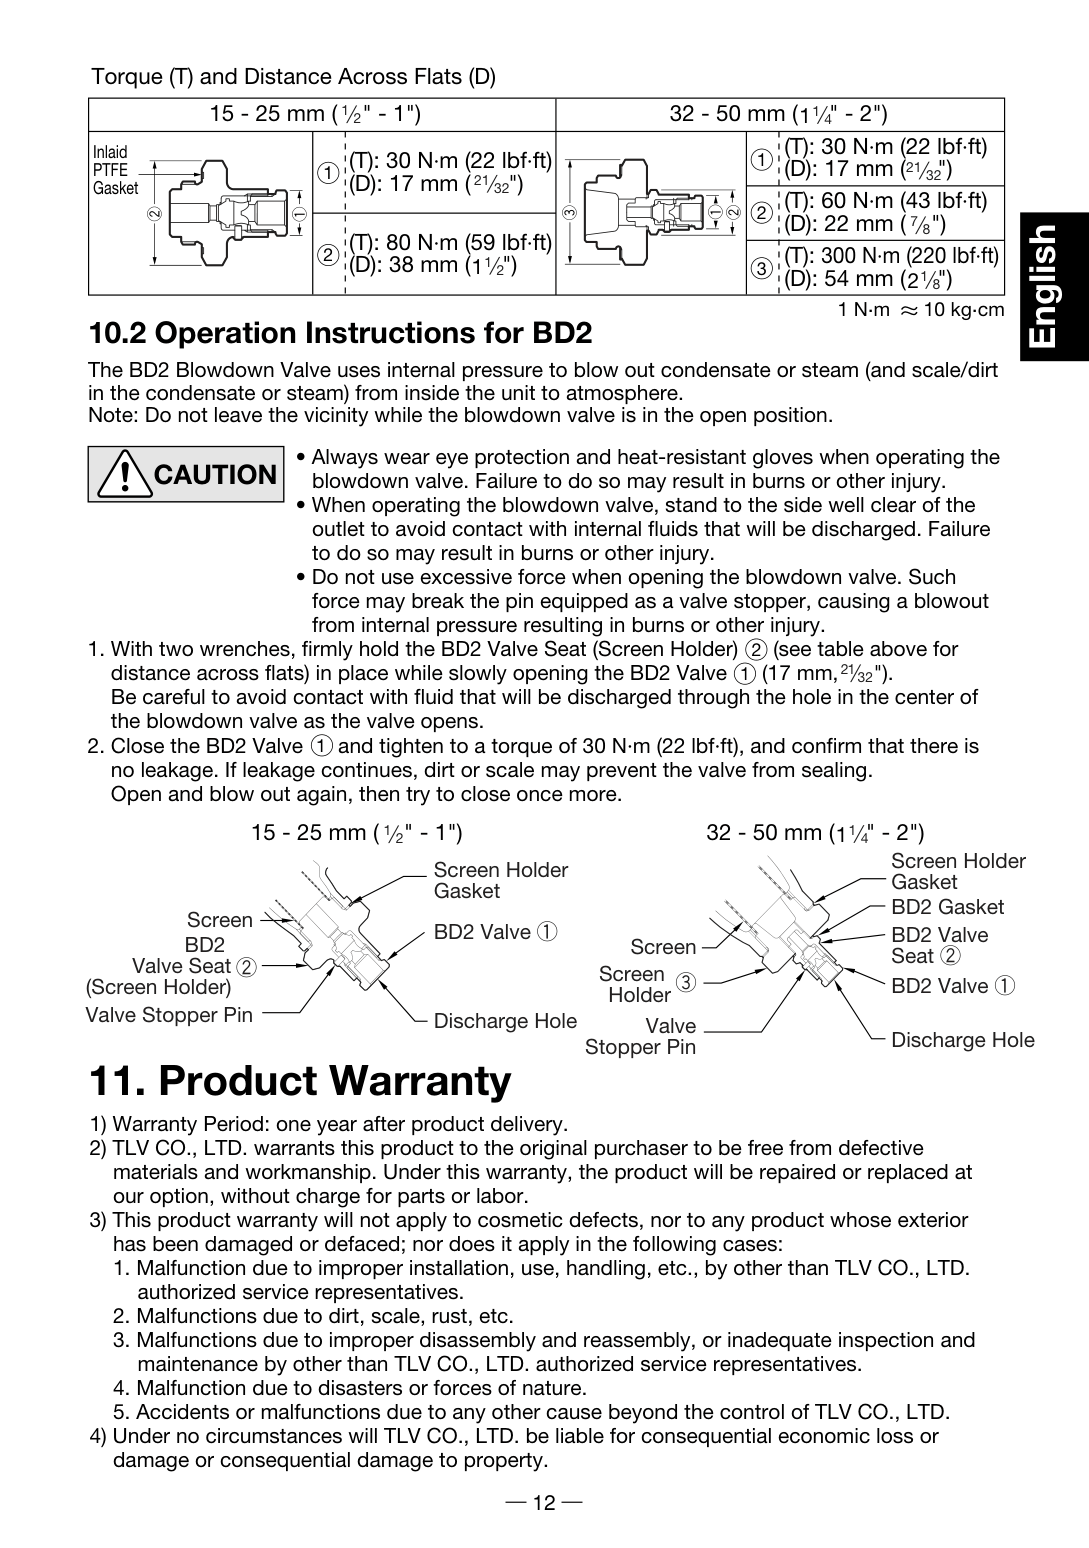 Torque (T) and Distance Across Flats (D)
15 - 25 mm ( 1⁄2" - 1")
32 - 50 mm (1 1⁄4" - 2")
Inlaid
PTFE
Gasket
②
①
① (T): 30 N·m (22 lbf·ft)
(D): 17 mm ( 21⁄32")
② (T): 80 N·m (59 lbf·ft)
(D): 38 mm (1 1⁄2")
③
①
②
① (T): 30 N·m (22 lbf·ft)
(D): 17 mm (21⁄32")
② (T): 60 N·m (43 lbf·ft)
(D): 22 mm ( 7⁄8")
③ (T): 300 N·m (220 lbf·ft)
(D): 54 mm (2 1⁄8")
1 N·m ≈ 10 kg·cm
English
10.2 Operation Instructions for BD2
The BD2 Blowdown Valve uses internal pressure to blow out condensate or steam (and scale/dirt
in the condensate or steam) from inside the unit to atmosphere.
Note: Do not leave the vicinity while the blowdown valve is in the open position.
CAUTION
• Always wear eye protection and heat-resistant gloves when operating the
blowdown valve. Failure to do so may result in burns or other injury.
• When operating the blowdown valve, stand to the side well clear of the
outlet to avoid contact with internal fluids that will be discharged. Failure
to do so may result in burns or other injury.
• Do not use excessive force when opening the blowdown valve. Such
force may break the pin equipped as a valve stopper, causing a blowout
from internal pressure resulting in burns or other injury.
1. With two wrenches, firmly hold the BD2 Valve Seat (Screen Holder) ② (see table above for
distance across flats) in place while slowly opening the BD2 Valve ① (17 mm, 21⁄32").
Be careful to avoid contact with fluid that will be discharged through the hole in the center of
the blowdown valve as the valve opens.
2. Close the BD2 Valve ① and tighten to a torque of 30 N·m (22 lbf·ft), and confirm that there is
no leakage. If leakage continues, dirt or scale may prevent the valve from sealing.
Open and blow out again, then try to close once more.
15 - 25 mm ( 1⁄2" - 1")
Screen Holder
Gasket
Screen
BD2 Valve ①
BD2
Valve Seat ②
(Screen Holder)
Valve Stopper Pin
Discharge Hole
32 - 50 mm (1 1⁄4" - 2")
Screen Holder
Gasket
BD2 Gasket
BD2 Valve
Seat ②
Screen
Screen
Holder ③
BD2 Valve ①
Valve
Stopper Pin
Discharge Hole
11. Product Warranty
1) Warranty Period: one year after product delivery.
2) TLV CO., LTD. warrants this product to the original purchaser to be free from defective
materials and workmanship. Under this warranty, the product will be repaired or replaced at
our option, without charge for parts or labor.
3) This product warranty will not apply to cosmetic defects, nor to any product whose exterior
has been damaged or defaced; nor does it apply in the following cases:
1. Malfunction due to improper installation, use, handling, etc., by other than TLV CO., LTD.
authorized service representatives.
2. Malfunctions due to dirt, scale, rust, etc.
3. Malfunctions due to improper disassembly and reassembly, or inadequate inspection and
maintenance by other than TLV CO., LTD. authorized service representatives.
4. Malfunction due to disasters or forces of nature.
5. Accidents or malfunctions due to any other cause beyond the control of TLV CO., LTD.
4) Under no circumstances will TLV CO., LTD. be liable for consequential economic loss or
damage or consequential damage to property.
— 12 —